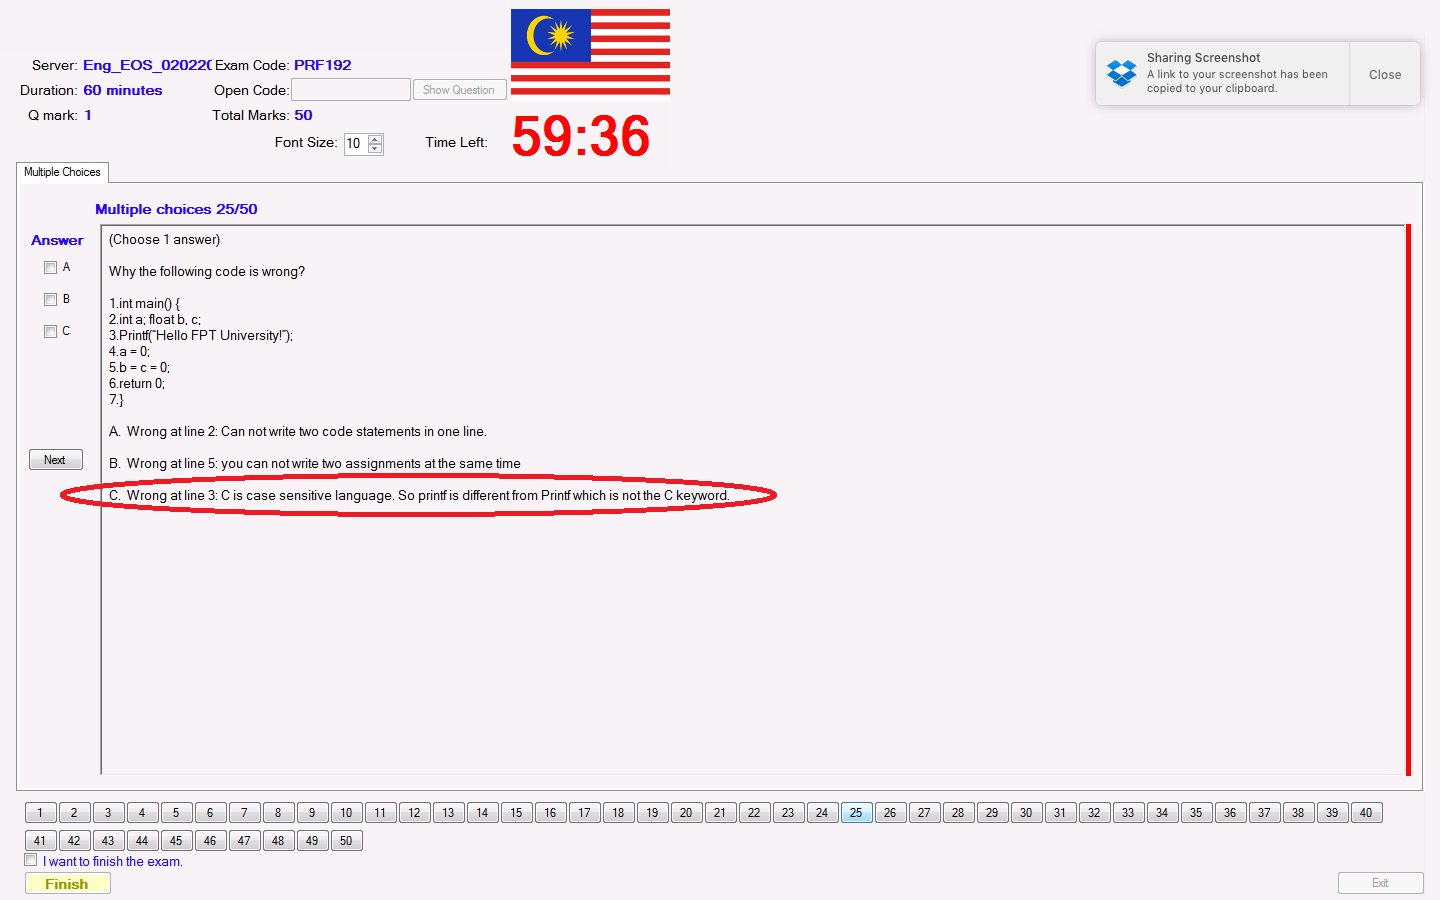 Server: Eng_EOS_020220 Exam Code: PRF192
Duration: 60 minutes Open Code: Show Question
Q mark: 1 Total Marks: 50
Font Size: 10 Time Left: 59:36
Sharing Screenshot
A link to your screenshot has been
copied to your clipboard.
Close
Multiple Choices
Multiple choices 25/50
Answer
A
B
C
Next
(Choose 1 answer)
Why the following code is wrong?
1.int main() {
2.int a; float b, c;
3.Printf("Hello FPT University!");
4.a = 0;
5.b = c = 0;
6.return 0;
7.}
A. Wrong at line 2: Can not write two code statements in one line.
B. Wrong at line 5: you can not write two assignments at the same time
C. Wrong at line 3: C is case sensitive language. So printf is different from Printf which is not the C keyword.
1 2 3 4 5 6 7 8 9 10 11 12 13 14 15 16 17 18 19 20 21 22 23 24 25 26 27 28 29 30 31 32 33 34 35 36 37 38 39 40
41 42 43 44 45 46 47 48 49 50
I want to finish the exam.
Finish
Exit